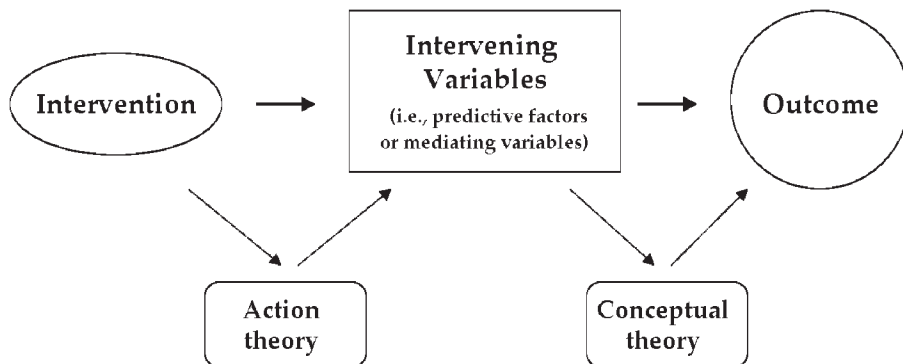 Intervention
Intervening
Variables
(i.e., predictive factors
or mediating variables)
Outcome
Action
theory
Conceptual
theory